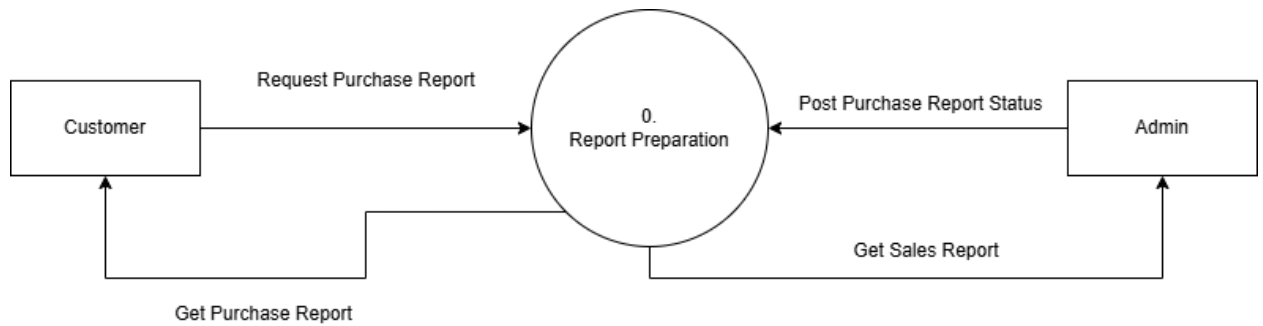 Request Purchase Report
Customer
0.
Report Preparation
Post Purchase Report Status
Admin
Get Sales Report
Get Purchase Report